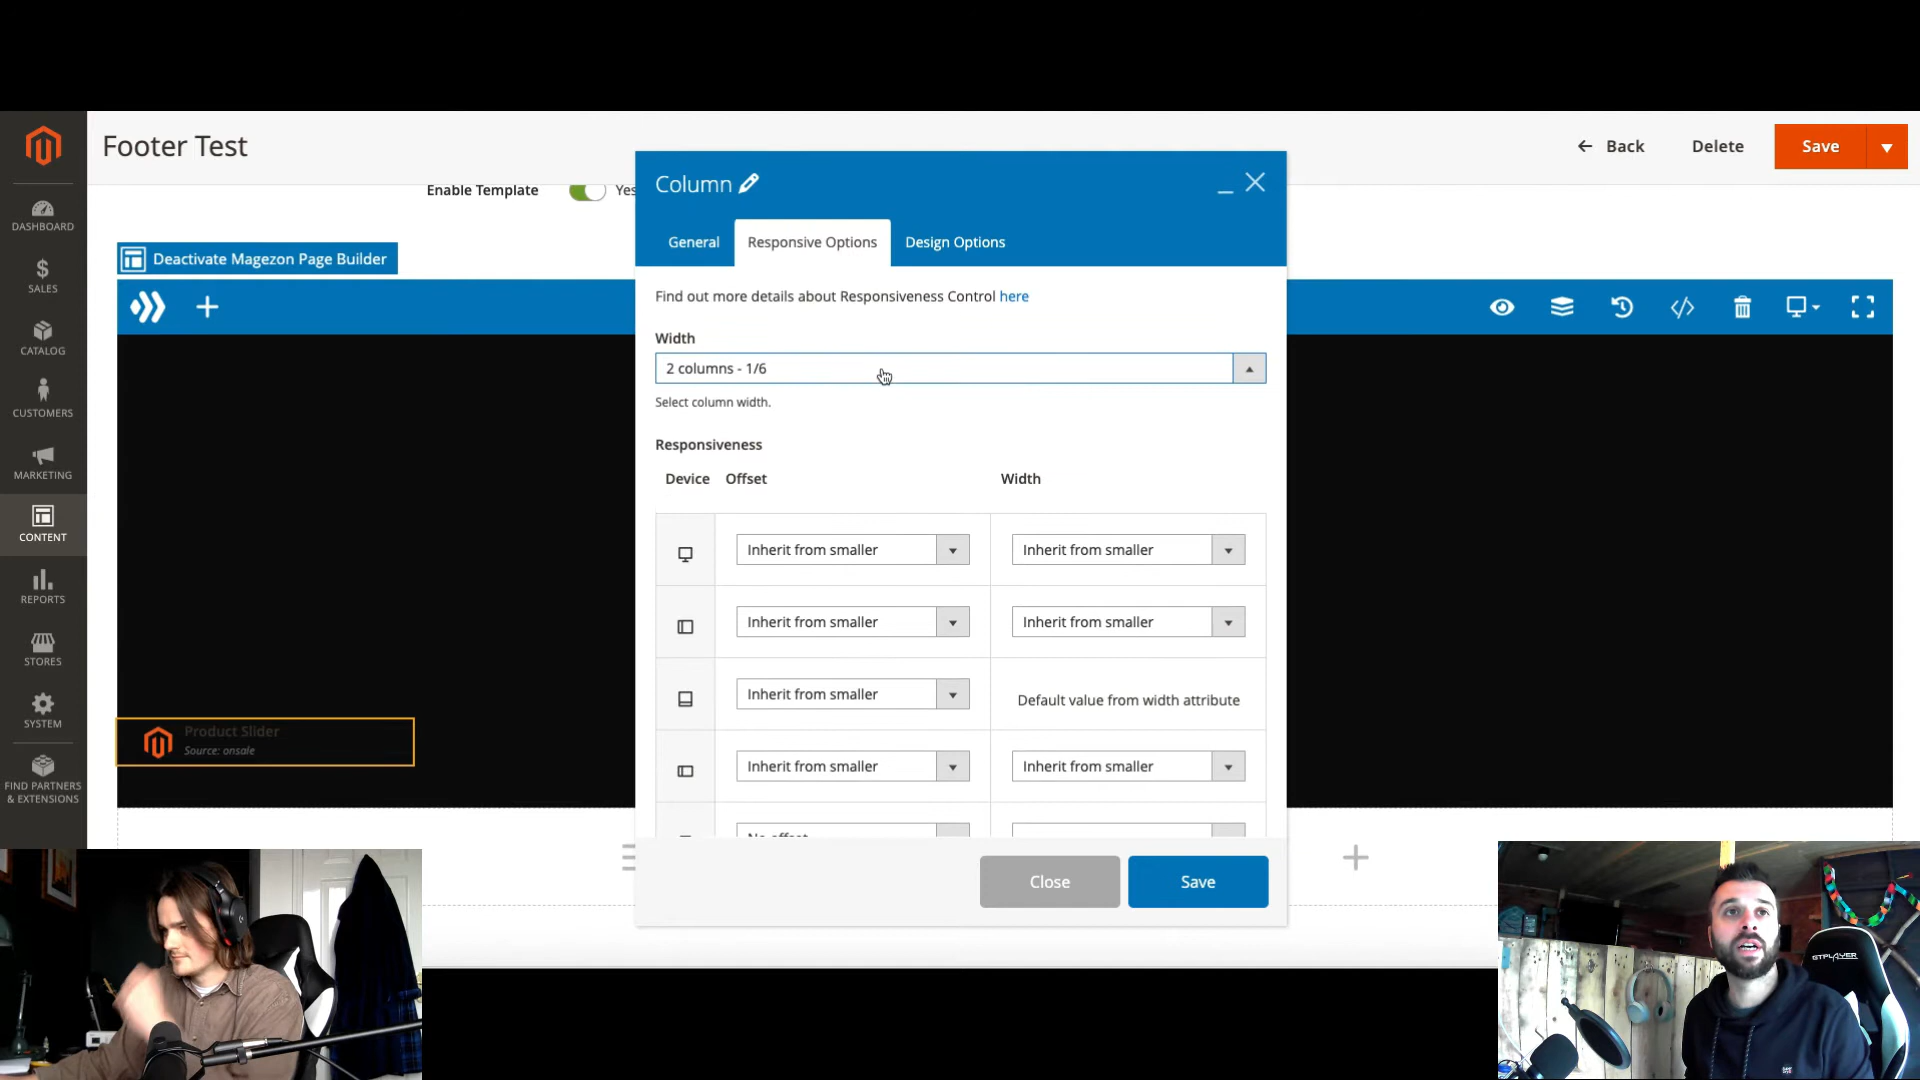 Footer Test
Back
Delete
Save
Enable Template
Yes
Deactivate Magezon Page Builder
DASHBOARD
SALES
CATALOG
CUSTOMERS
MARKETING
CONTENT
REPORTS
STORES
SYSTEM
FIND PARTNERS
& EXTENSIONS
Product Slider
Source: onsale
Column
General
Responsive Options
Design Options
Find out more details about Responsiveness Control here
Width
2 columns - 1/6
Select column width.
Responsiveness
Device Offset Width
Inherit from smaller Inherit from smaller
Inherit from smaller Inherit from smaller
Inherit from smaller Default value from width attribute
Inherit from smaller Inherit from smaller
No offset
Close
Save
GTPLAYER